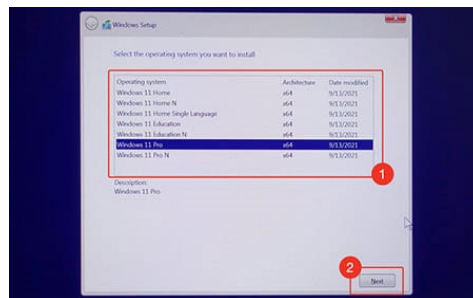 Windows Setup
Select the operating system you want to install
Operating system Architecture Date modified
Windows 11 Home x64 9/13/2021
Windows 11 Home N x64 9/13/2021
Windows 11 Home Single Language x64 9/13/2021
Windows 11 Education x64 9/13/2021
Windows 11 Education N x64 9/13/2021
Windows 11 Pro x64 9/13/2021
Windows 11 Pro N x64 9/13/2021
1
Description:
Windows 11 Pro
2
Next